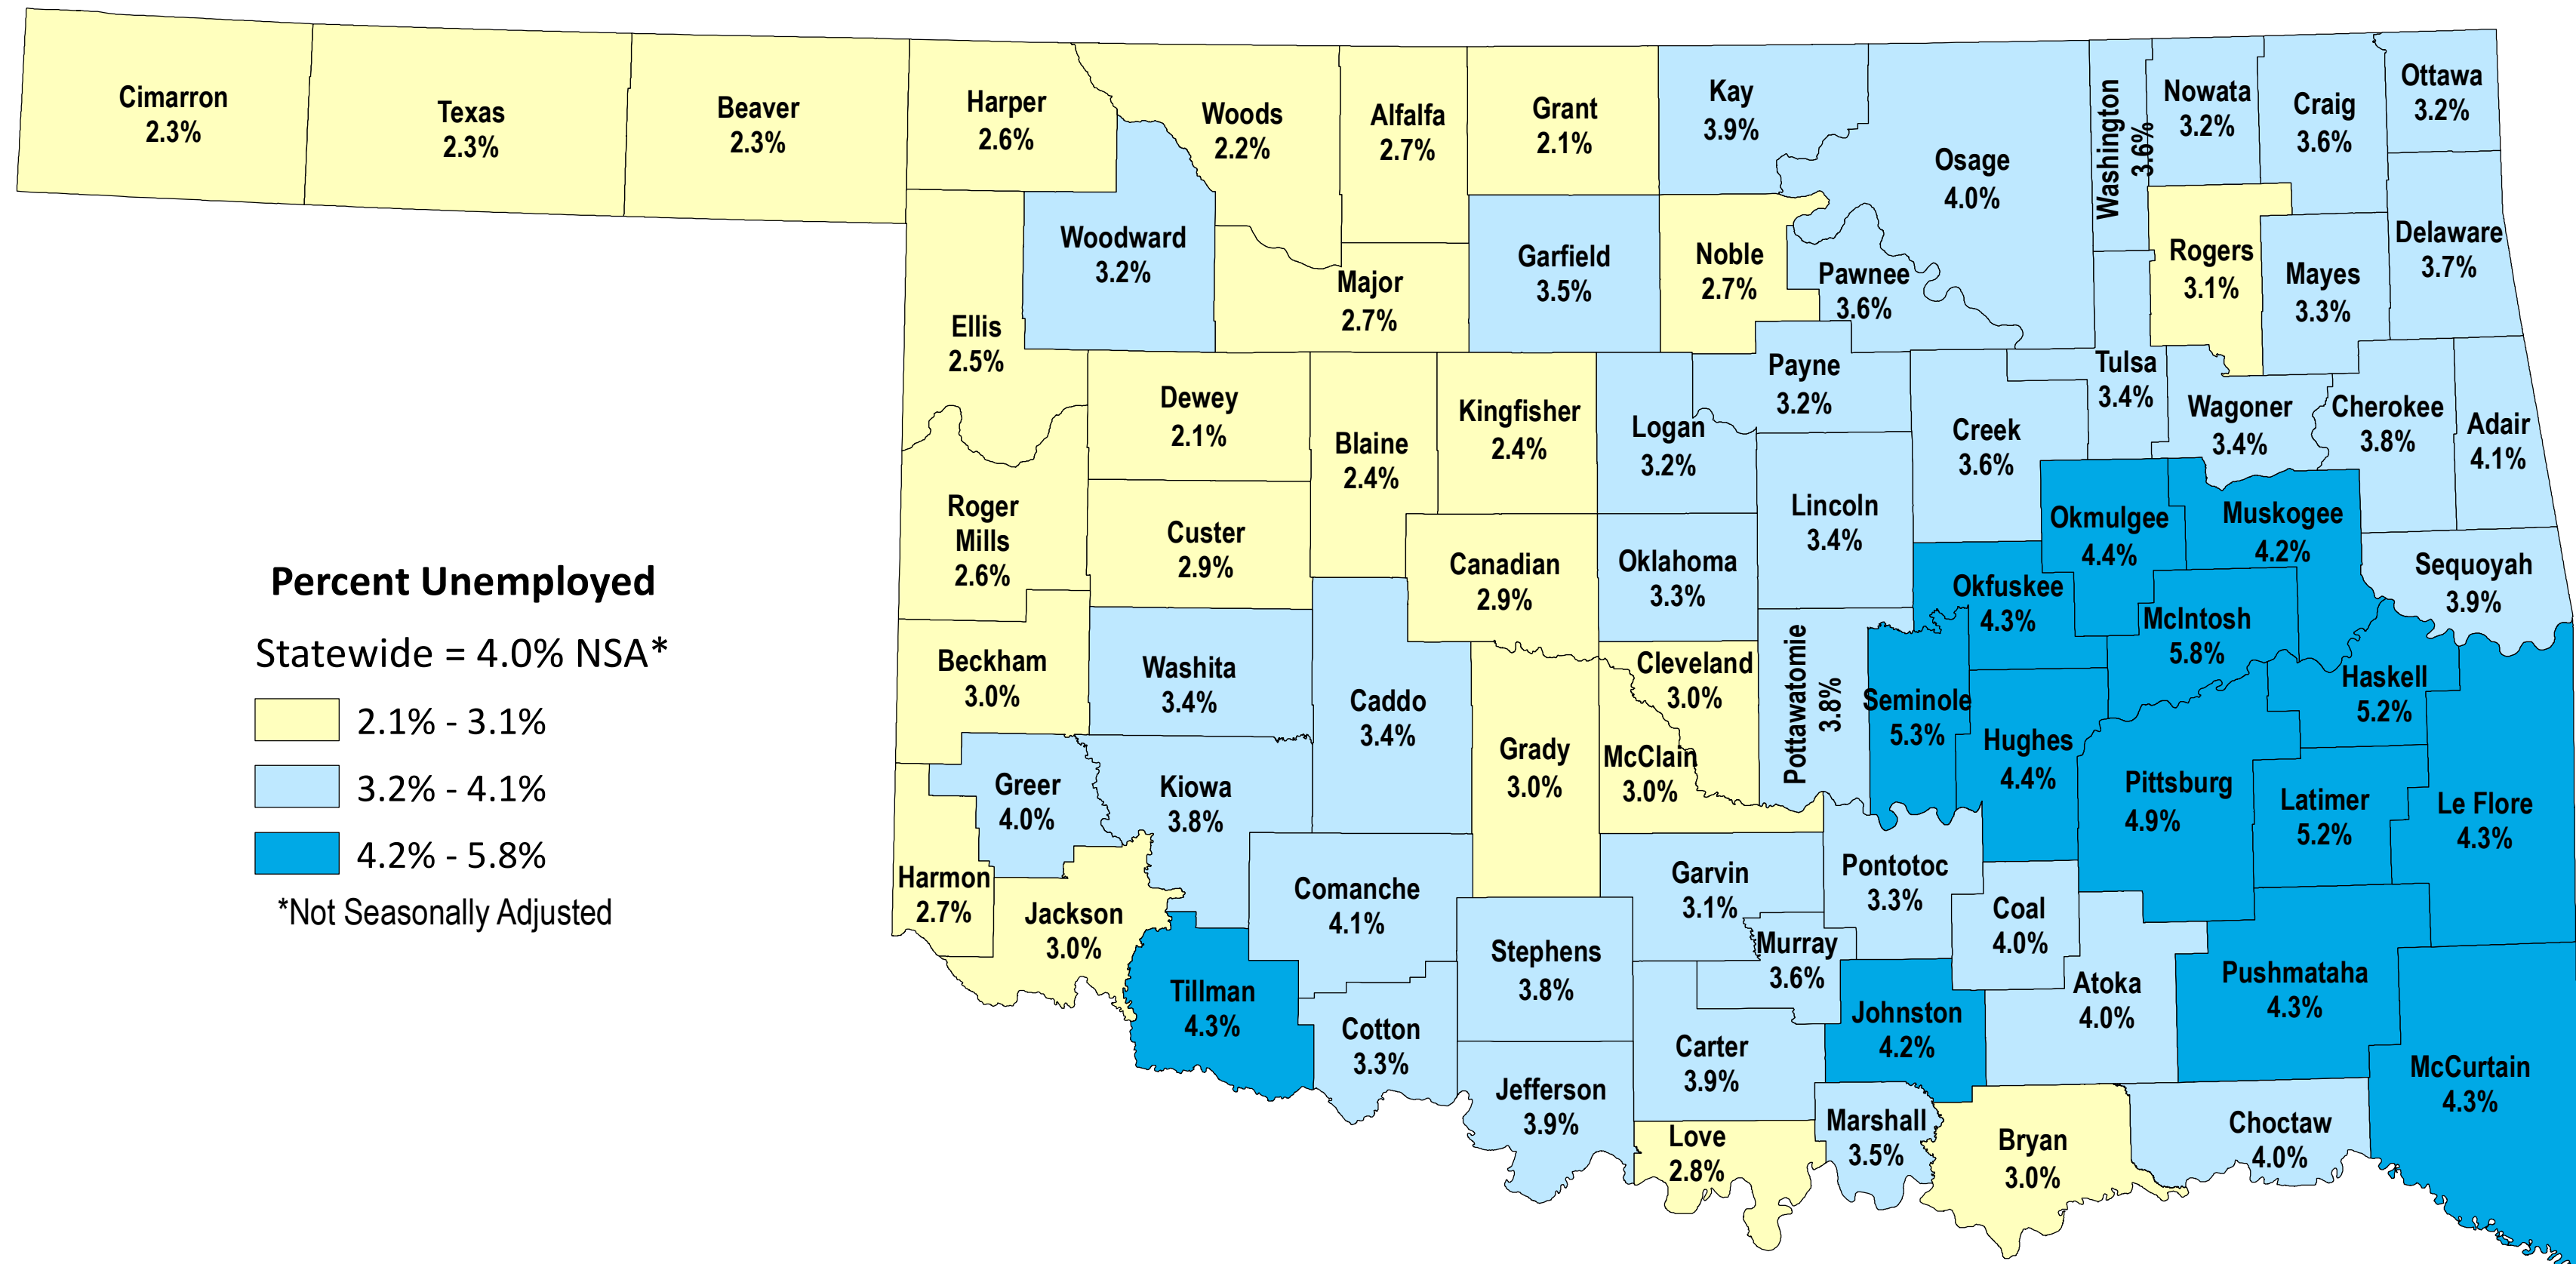 Cimarron
2.3%
Texas
2.3%
Beaver
2.3%
Harper
2.6%
Woods
2.2%
Alfalfa
2.7%
Grant
2.1%
Kay
3.9%
Osage
4.0%
Washington
3.6%
Nowata
3.2%
Craig
3.6%
Ottawa
3.2%
Woodward
3.2%
Ellis
2.5%
Major
2.7%
Garfield
3.5%
Noble
2.7%
Pawnee
3.6%
Rogers
3.1%
Mayes
3.3%
Delaware
3.7%
Dewey
2.1%
Blaine
2.4%
Kingfisher
2.4%
Logan
3.2%
Payne
3.2%
Creek
3.6%
Tulsa
3.4%
Wagoner
3.4%
Cherokee
3.8%
Adair
4.1%
Roger
Mills
2.6%
Custer
2.9%
Canadian
2.9%
Oklahoma
3.3%
Lincoln
3.4%
Okmulgee
4.4%
Muskogee
4.2%
Okfuskee
4.3%
McIntosh
5.8%
Sequoyah
3.9%
Percent Unemployed
Statewide = 4.0% NSA*
2.1% - 3.1%
3.2% - 4.1%
4.2% - 5.8%
*Not Seasonally Adjusted
Beckham
3.0%
Washita
3.4%
Caddo
3.4%
Grady
3.0%
Cleveland
3.0%
McClain
3.0%
Pottawatomie
3.8%
Seminole
5.3%
Hughes
4.4%
Pittsburg
4.9%
Haskell
5.2%
Latimer
5.2%
Le Flore
4.3%
Greer
4.0%
Kiowa
3.8%
Harmon
2.7%
Jackson
3.0%
Comanche
4.1%
Garvin
3.1%
Pontotoc
3.3%
Coal
4.0%
Stephens
3.8%
Murray
3.6%
Tillman
4.3%
Cotton
3.3%
Johnston
4.2%
Atoka
4.0%
Pushmataha
4.3%
McCurtain
4.3%
Jefferson
3.9%
Carter
3.9%
Love
2.8%
Marshall
3.5%
Bryan
3.0%
Choctaw
4.0%